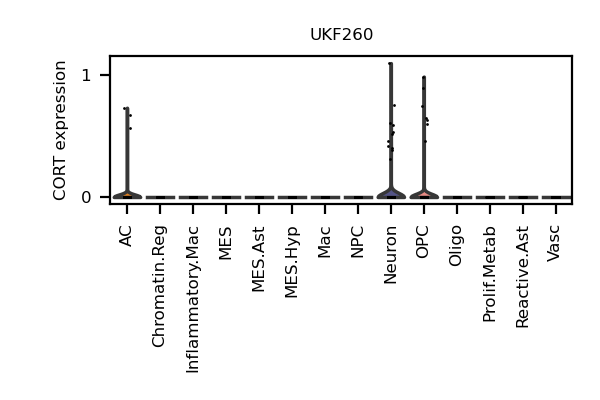 UKF260
CORT expression
1
0
AC
Chromatin.Reg
Inflammatory.Mac
MES
MES.Ast
MES.Hyp
Mac
NPC
Neuron
OPC
Oligo
Prolif.Metab
Reactive.Ast
Vasc